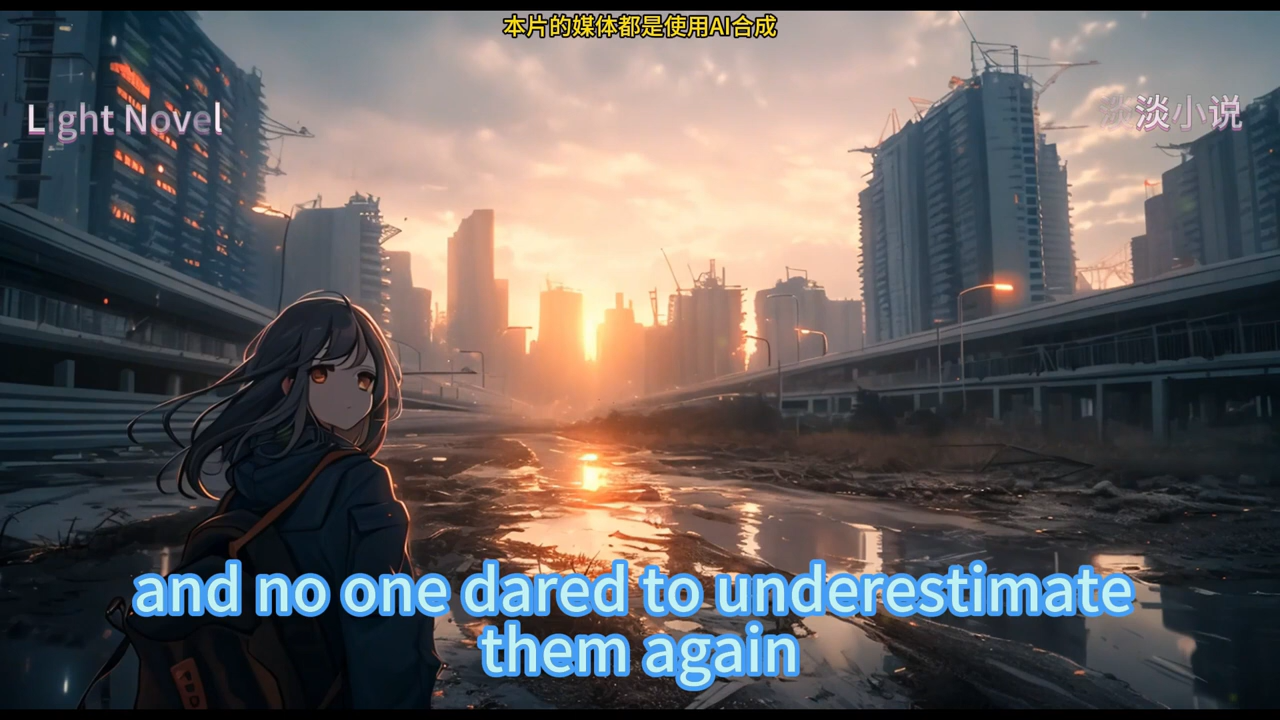 本片的媒体都是使用AI合成
Light Novel
淡淡小说
and no one dared to underestimate
them again